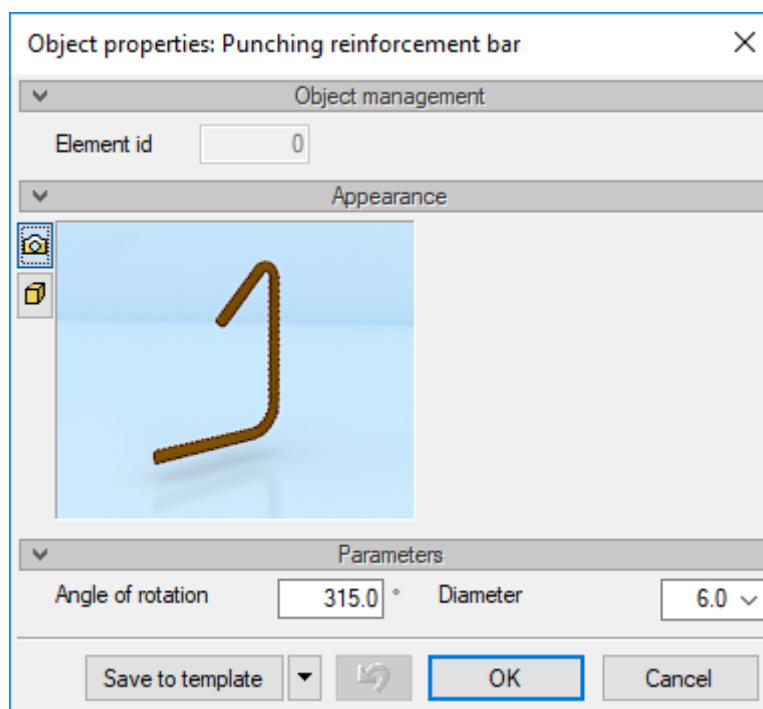 Object properties: Punching reinforcement bar
Object management
Element id 0
Appearance
Parameters
Angle of rotation 315.0 ° Diameter 6.0
Save to template OK Cancel